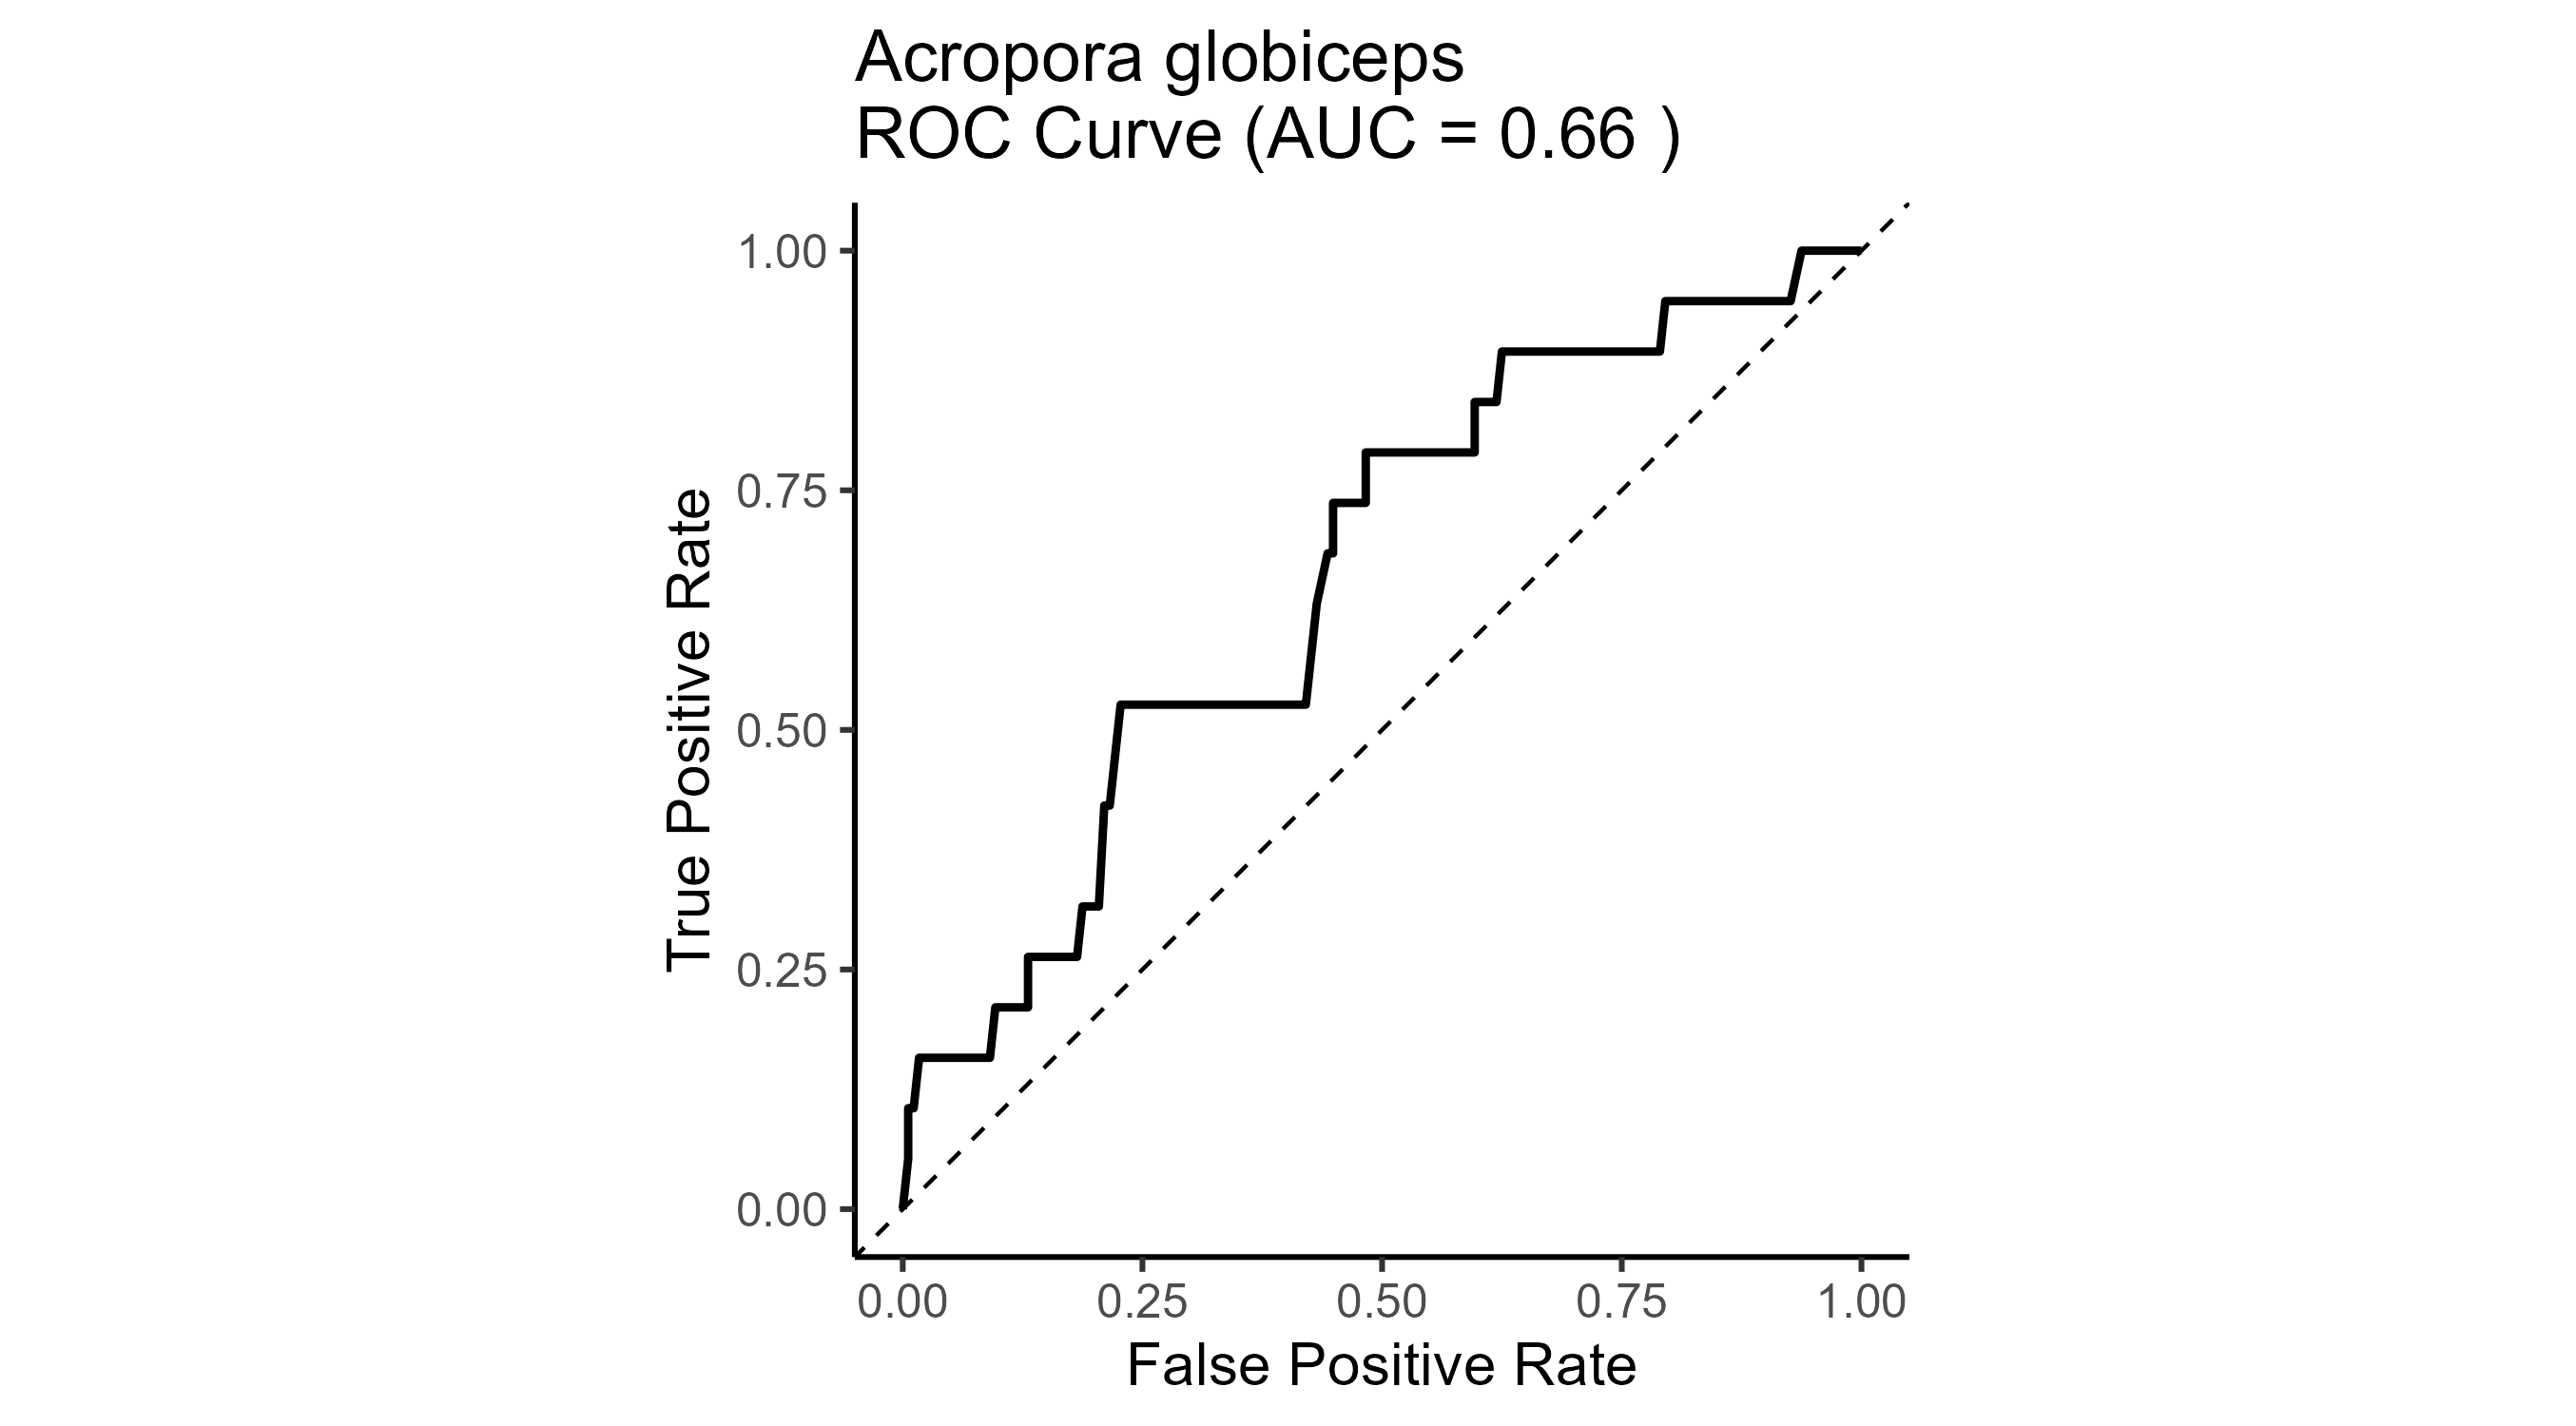 Acropora globiceps
ROC Curve (AUC = 0.66 )
True Positive Rate
1.00
0.75
0.50
0.25
0.00
0.00 0.25 0.50 0.75 1.00
False Positive Rate